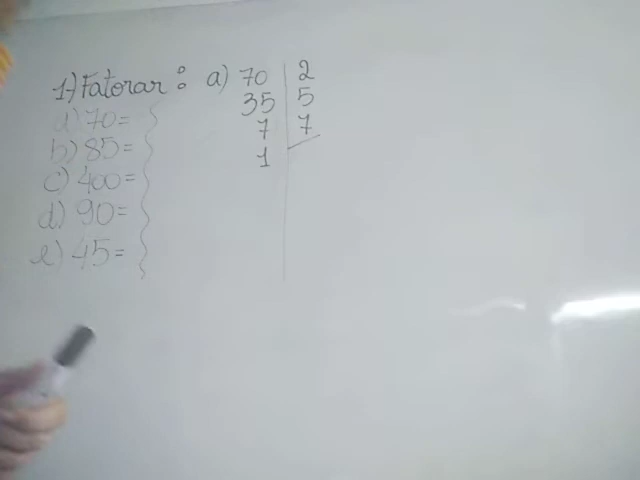 1-) Fatorar:
a) 70=
b) 85=
c) 400=
d) 90=
e) 45=
a) 70 | 2
35 | 5
7 | 7
1